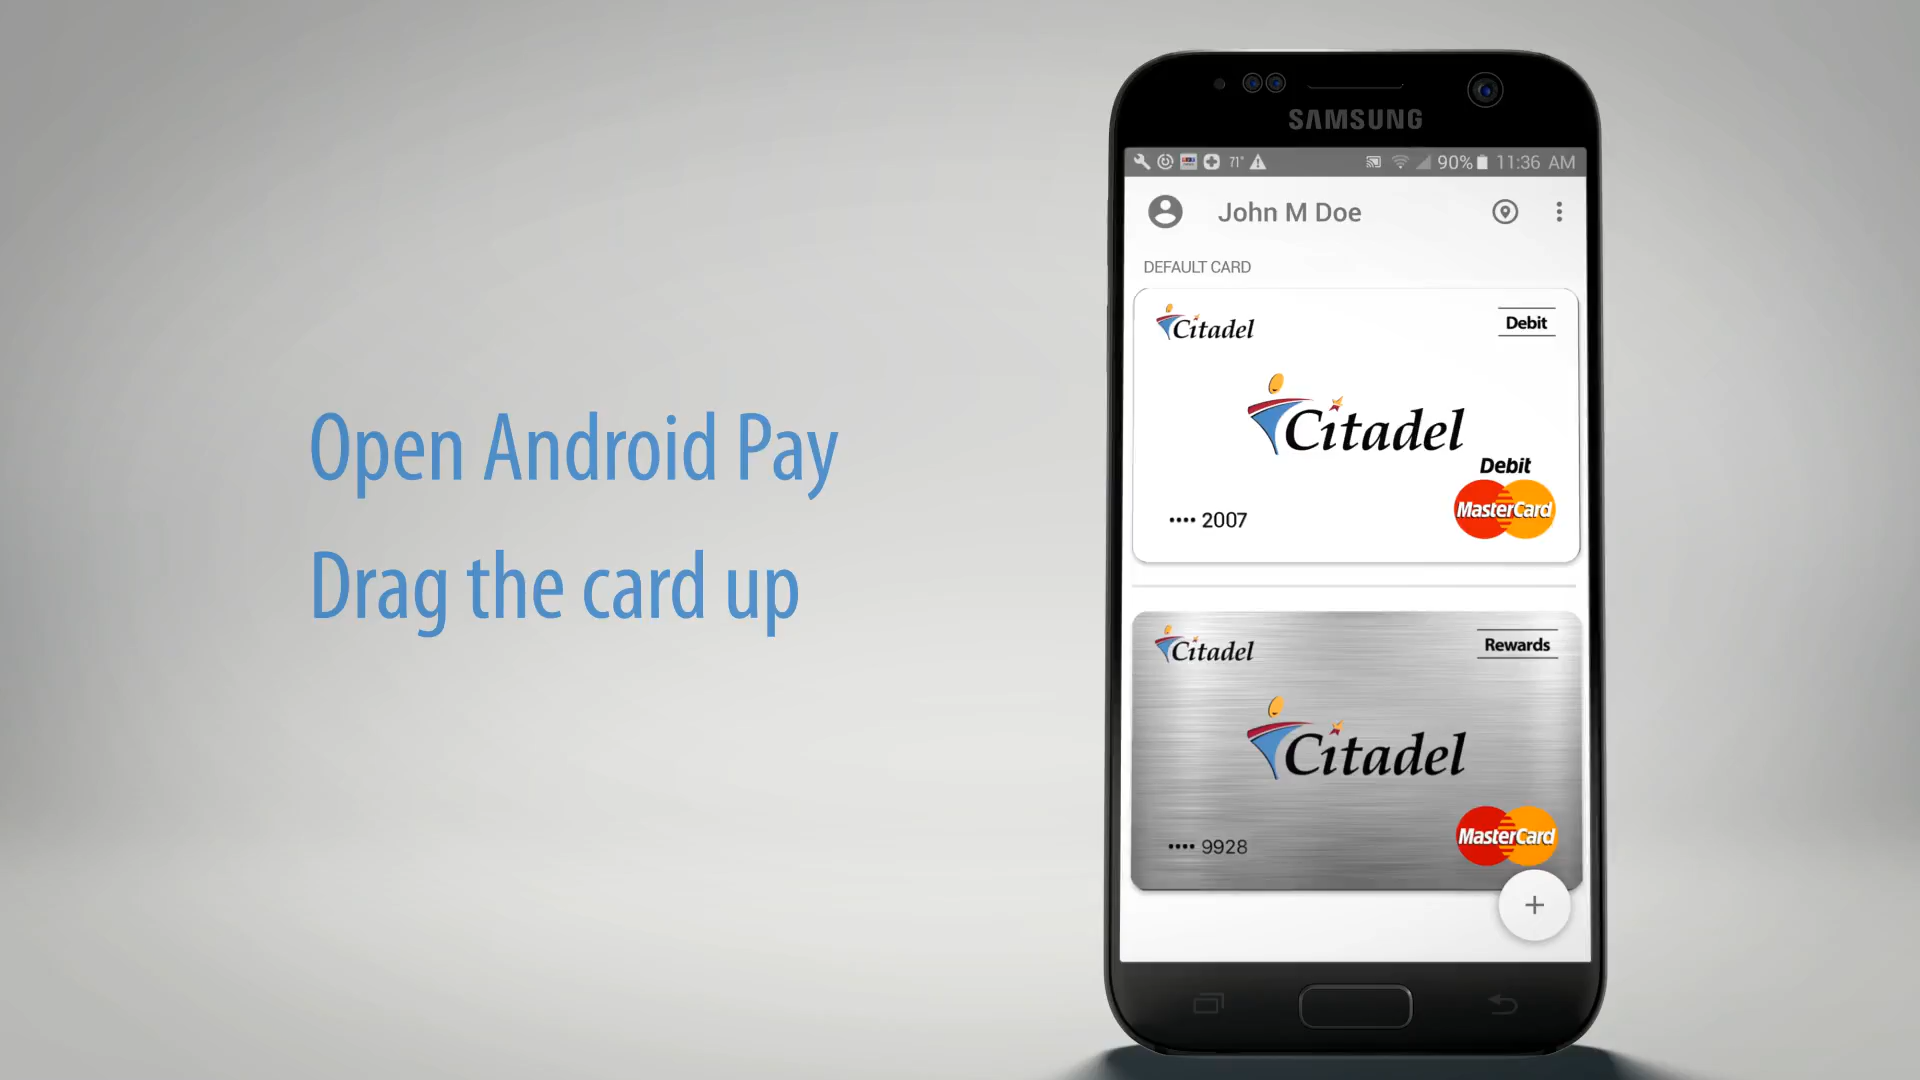 Open Android Pay
Drag the card up
SAMSUNG
71° 90% 11:36 AM
John M Doe
DEFAULT CARD
Citadel Debit
Citadel
Debit
MasterCard
•••• 2007
Citadel Rewards
Citadel
MasterCard
•••• 9928
+